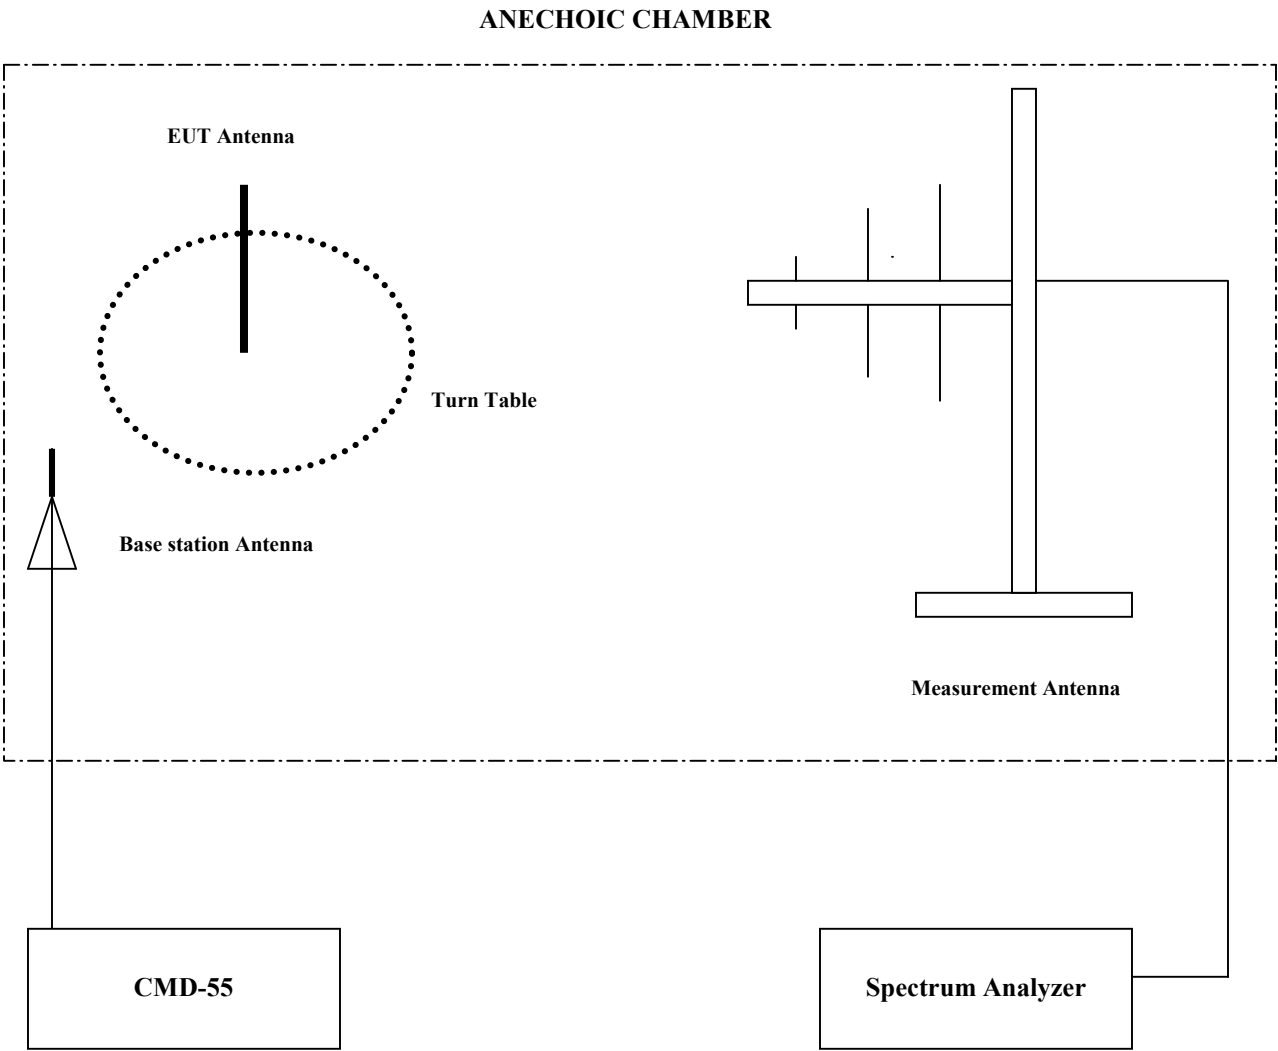 ANECHOIC CHAMBER
EUT Antenna
Turn Table
Base station Antenna
Measurement Antenna
CMD-55
Spectrum Analyzer